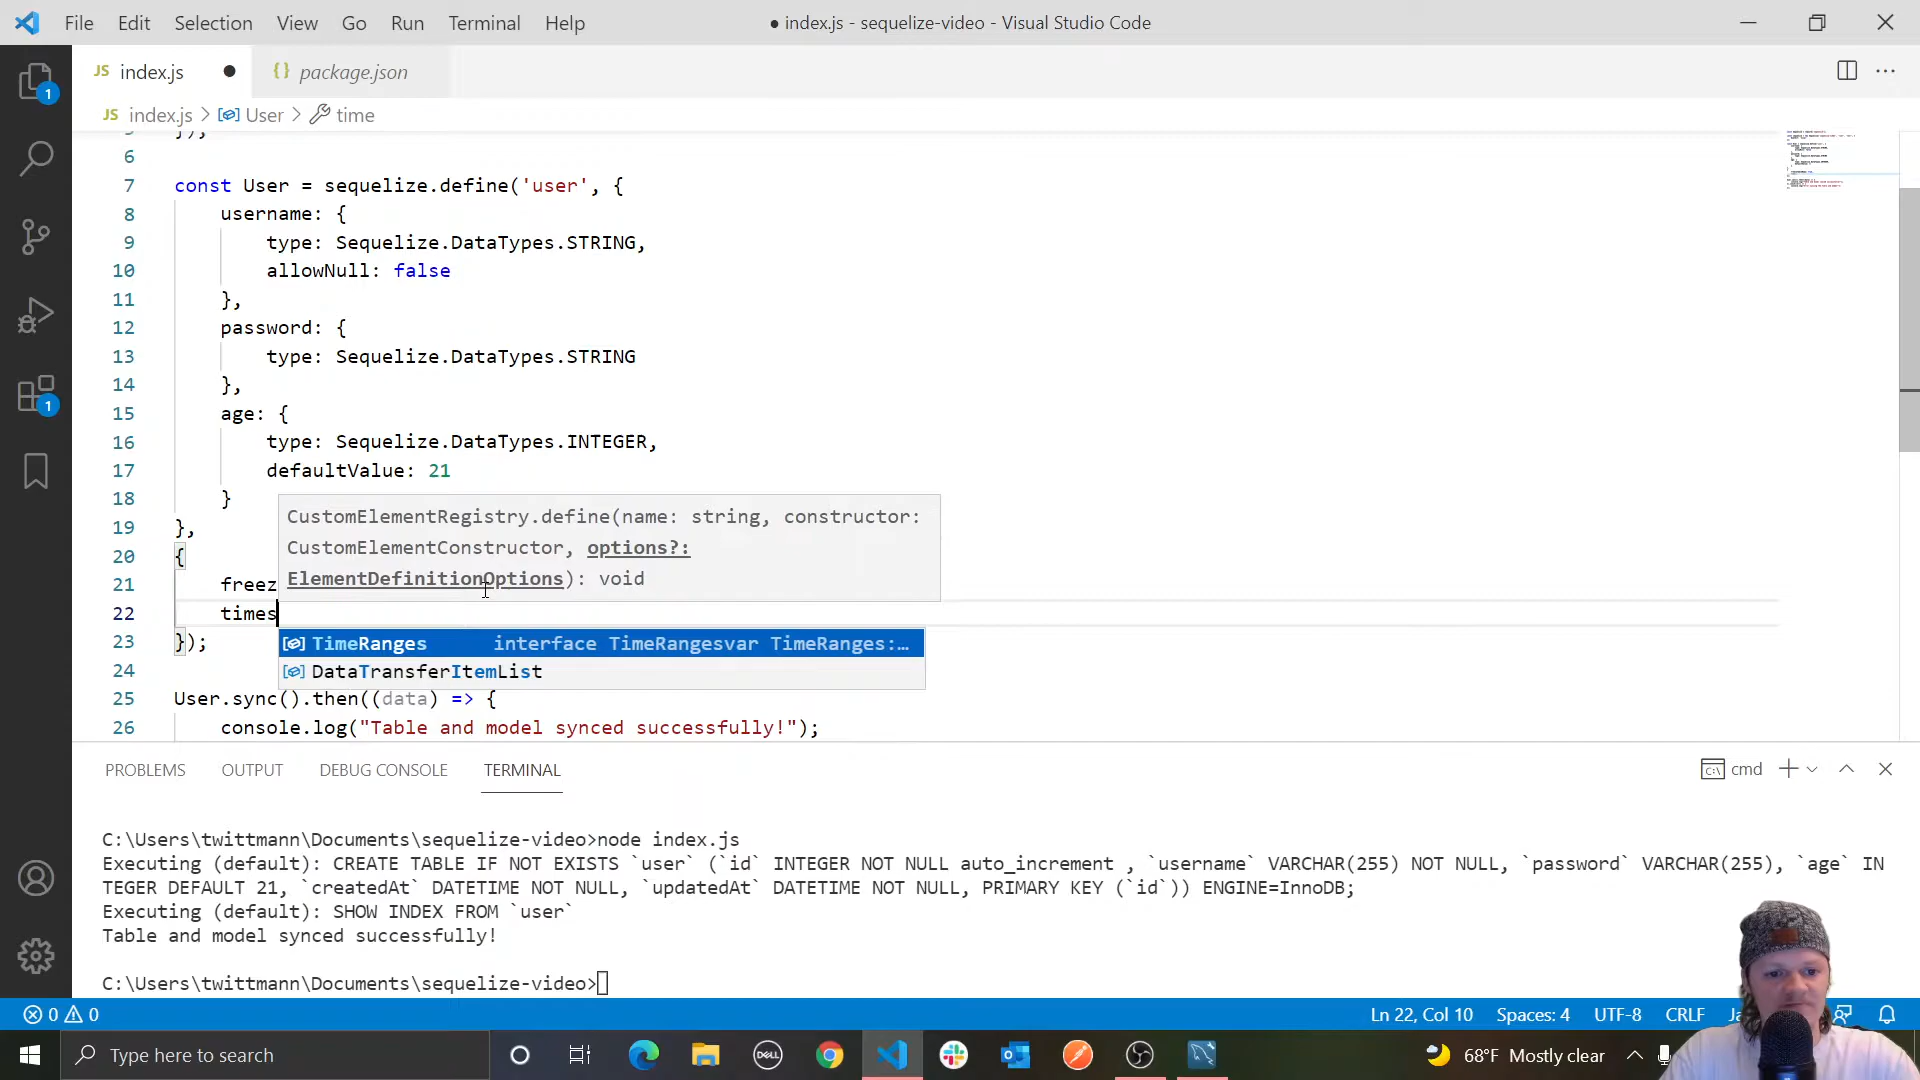 File Edit Selection View Go Run Terminal Help
● index.js - sequelize-video - Visual Studio Code
JS index.js ●
{} package.json
JS index.js > User > time
5 });
6
7 const User = sequelize.define('user', {
8 username: {
9 type: Sequelize.DataTypes.STRING,
10 allowNull: false
11 },
12 password: {
13 type: Sequelize.DataTypes.STRING
14 },
15 age: {
16 type: Sequelize.DataTypes.INTEGER,
17 defaultValue: 21
18 }
19 },
20 {
21 freez
22 times
23 });
24
25 User.sync().then((data) => {
26 console.log("Table and model synced successfully!");
CustomElementRegistry.define(name: string, constructor:
CustomElementConstructor, options?:
ElementDefinitionOptions): void
TimeRanges interface TimeRangesvar TimeRanges:…
DataTransferItemList
PROBLEMS OUTPUT DEBUG CONSOLE TERMINAL
cmd
C:\Users\twittmann\Documents\sequelize-video>node index.js
Executing (default): CREATE TABLE IF NOT EXISTS `user` (`id` INTEGER NOT NULL auto_increment , `username` VARCHAR(255) NOT NULL, `password` VARCHAR(255), `age` IN
TEGER DEFAULT 21, `createdAt` DATETIME NOT NULL, `updatedAt` DATETIME NOT NULL, PRIMARY KEY (`id`)) ENGINE=InnoDB;
Executing (default): SHOW INDEX FROM `user`
Table and model synced successfully!
C:\Users\twittmann\Documents\sequelize-video>
1
1
0 0
Ln 22, Col 10 Spaces: 4 UTF-8 CRLF
Type here to search
DELL
68°F Mostly clear